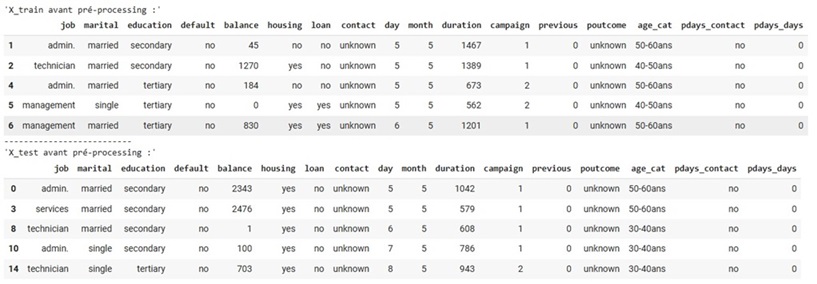 'X_train avant pré-processing :'
job marital education default balance housing loan contact day month duration campaign previous poutcome age_cat pdays_contact pdays_days
1 admin. married secondary no 45 no no unknown 5 5 1467 1 0 unknown 50-60ans no 0
2 technician married secondary no 1270 yes no unknown 5 5 1389 1 0 unknown 40-50ans no 0
4 admin. married tertiary no 184 no no unknown 5 5 673 2 0 unknown 50-60ans no 0
5 management single tertiary no 0 yes yes unknown 5 5 562 2 0 unknown 40-50ans no 0
6 management married tertiary no 830 yes yes unknown 6 5 1201 1 0 unknown 50-60ans no 0
--------------------------
'X_test avant pré-processing :'
job marital education default balance housing loan contact day month duration campaign previous poutcome age_cat pdays_contact pdays_days
0 admin. married secondary no 2343 yes no unknown 5 5 1042 1 0 unknown 50-60ans no 0
3 services married secondary no 2476 yes no unknown 5 5 579 1 0 unknown 50-60ans no 0
8 technician married secondary no 1 yes no unknown 6 5 608 1 0 unknown 30-40ans no 0
10 admin. single secondary no 100 yes no unknown 7 5 786 1 0 unknown 30-40ans no 0
14 technician single tertiary no 703 yes no unknown 8 5 943 2 0 unknown 30-40ans no 0